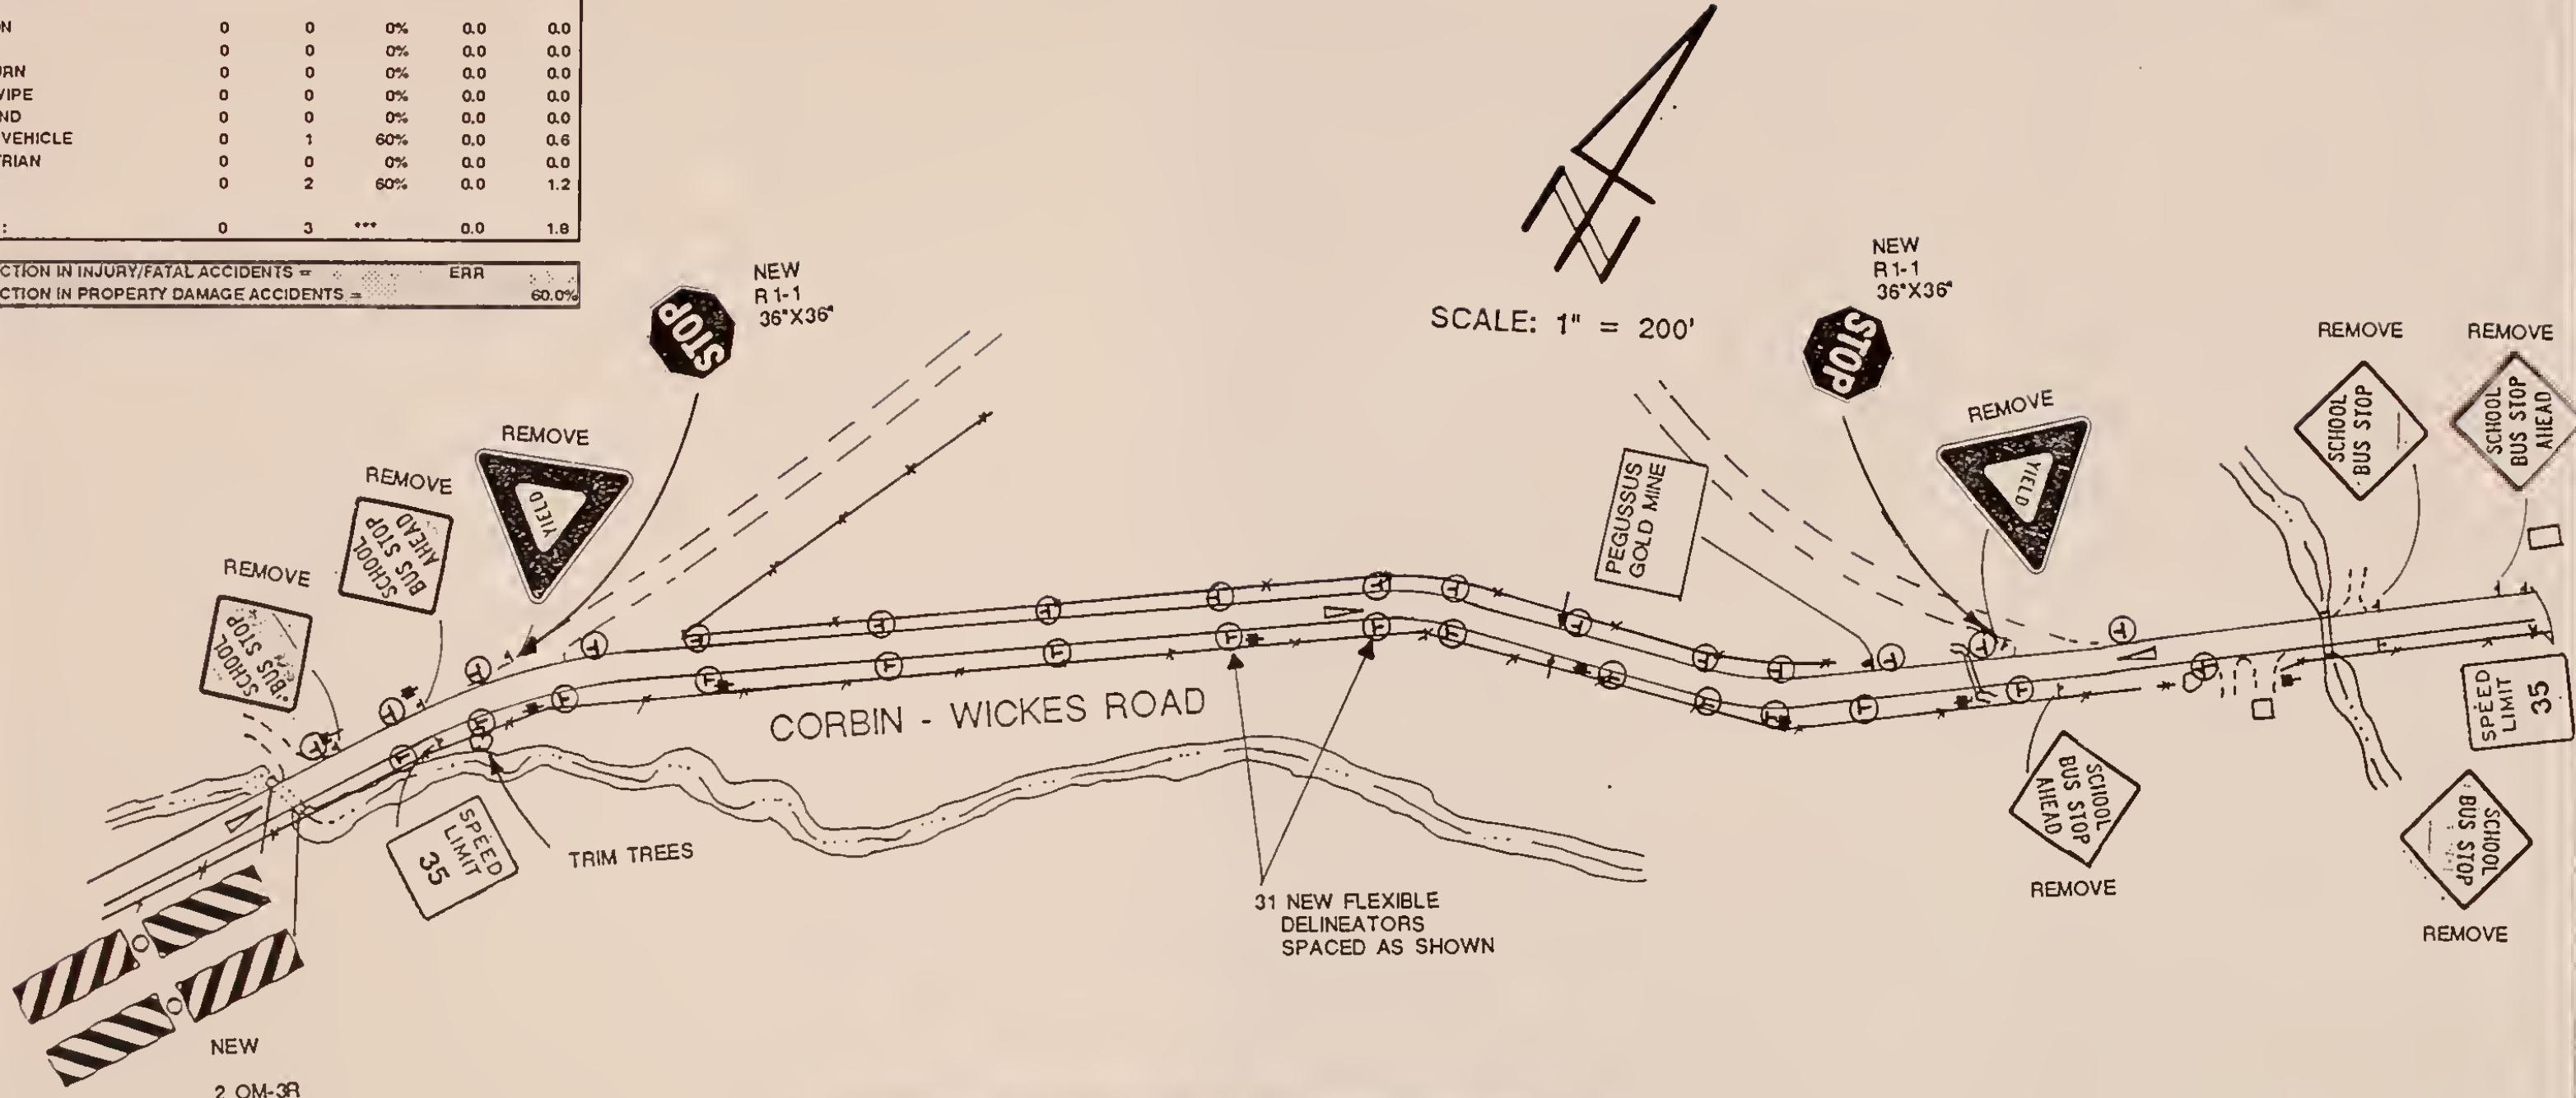 0 0 0% 0.0 0.0
0 0 0% 0.0 0.0
0 0 0% 0.0 0.0
0 0 0% 0.0 0.0
0 0 0% 0.0 0.0
VEHICLE 0 1 60% 0.0 0.6
0 0 0% 0.0 0.0
0 2 60% 0.0 1.2
: 0 3 *** 0.0 1.8
IN INJURY/FATAL ACCIDENTS = ERR
IN PROPERTY DAMAGE ACCIDENTS = 60.0%
NEW
R1-1
36"X36"
STOP
SCALE: 1" = 200'
NEW
R1-1
36"X36"
STOP
REMOVE
SCHOOL
BUS STOP
REMOVE
SCHOOL
BUS STOP
AHEAD
REMOVE
YIELD
REMOVE
SCHOOL
BUS STOP
AHEAD
REMOVE
SCHOOL
BUS STOP
REMOVE
YIELD
PEGUSSUS
GOLD MINE
CORBIN - WICKES ROAD
SPEED
LIMIT
35
TRIM TREES
SPEED
LIMIT
35
SCHOOL
BUS STOP
AHEAD
REMOVE
SCHOOL
BUS STOP
REMOVE
31 NEW FLEXIBLE
DELINEATORS
SPACED AS SHOWN
NEW
2 OM-3R